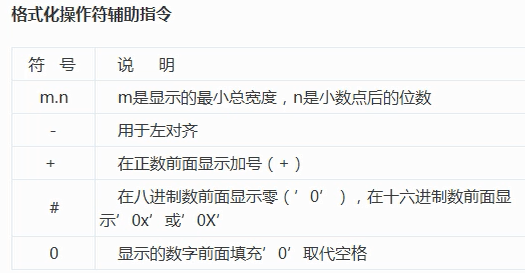 格式化操作符辅助指令
符 号 说 明
m.n m是显示的最小总宽度，n是小数点后的位数
- 用于左对齐
+ 在正数前面显示加号（+）
# 在八进制数前面显示零（'0'），在十六进制数前面显
示'0x'或'0X'
0 显示的数字前面填充'0'取代空格